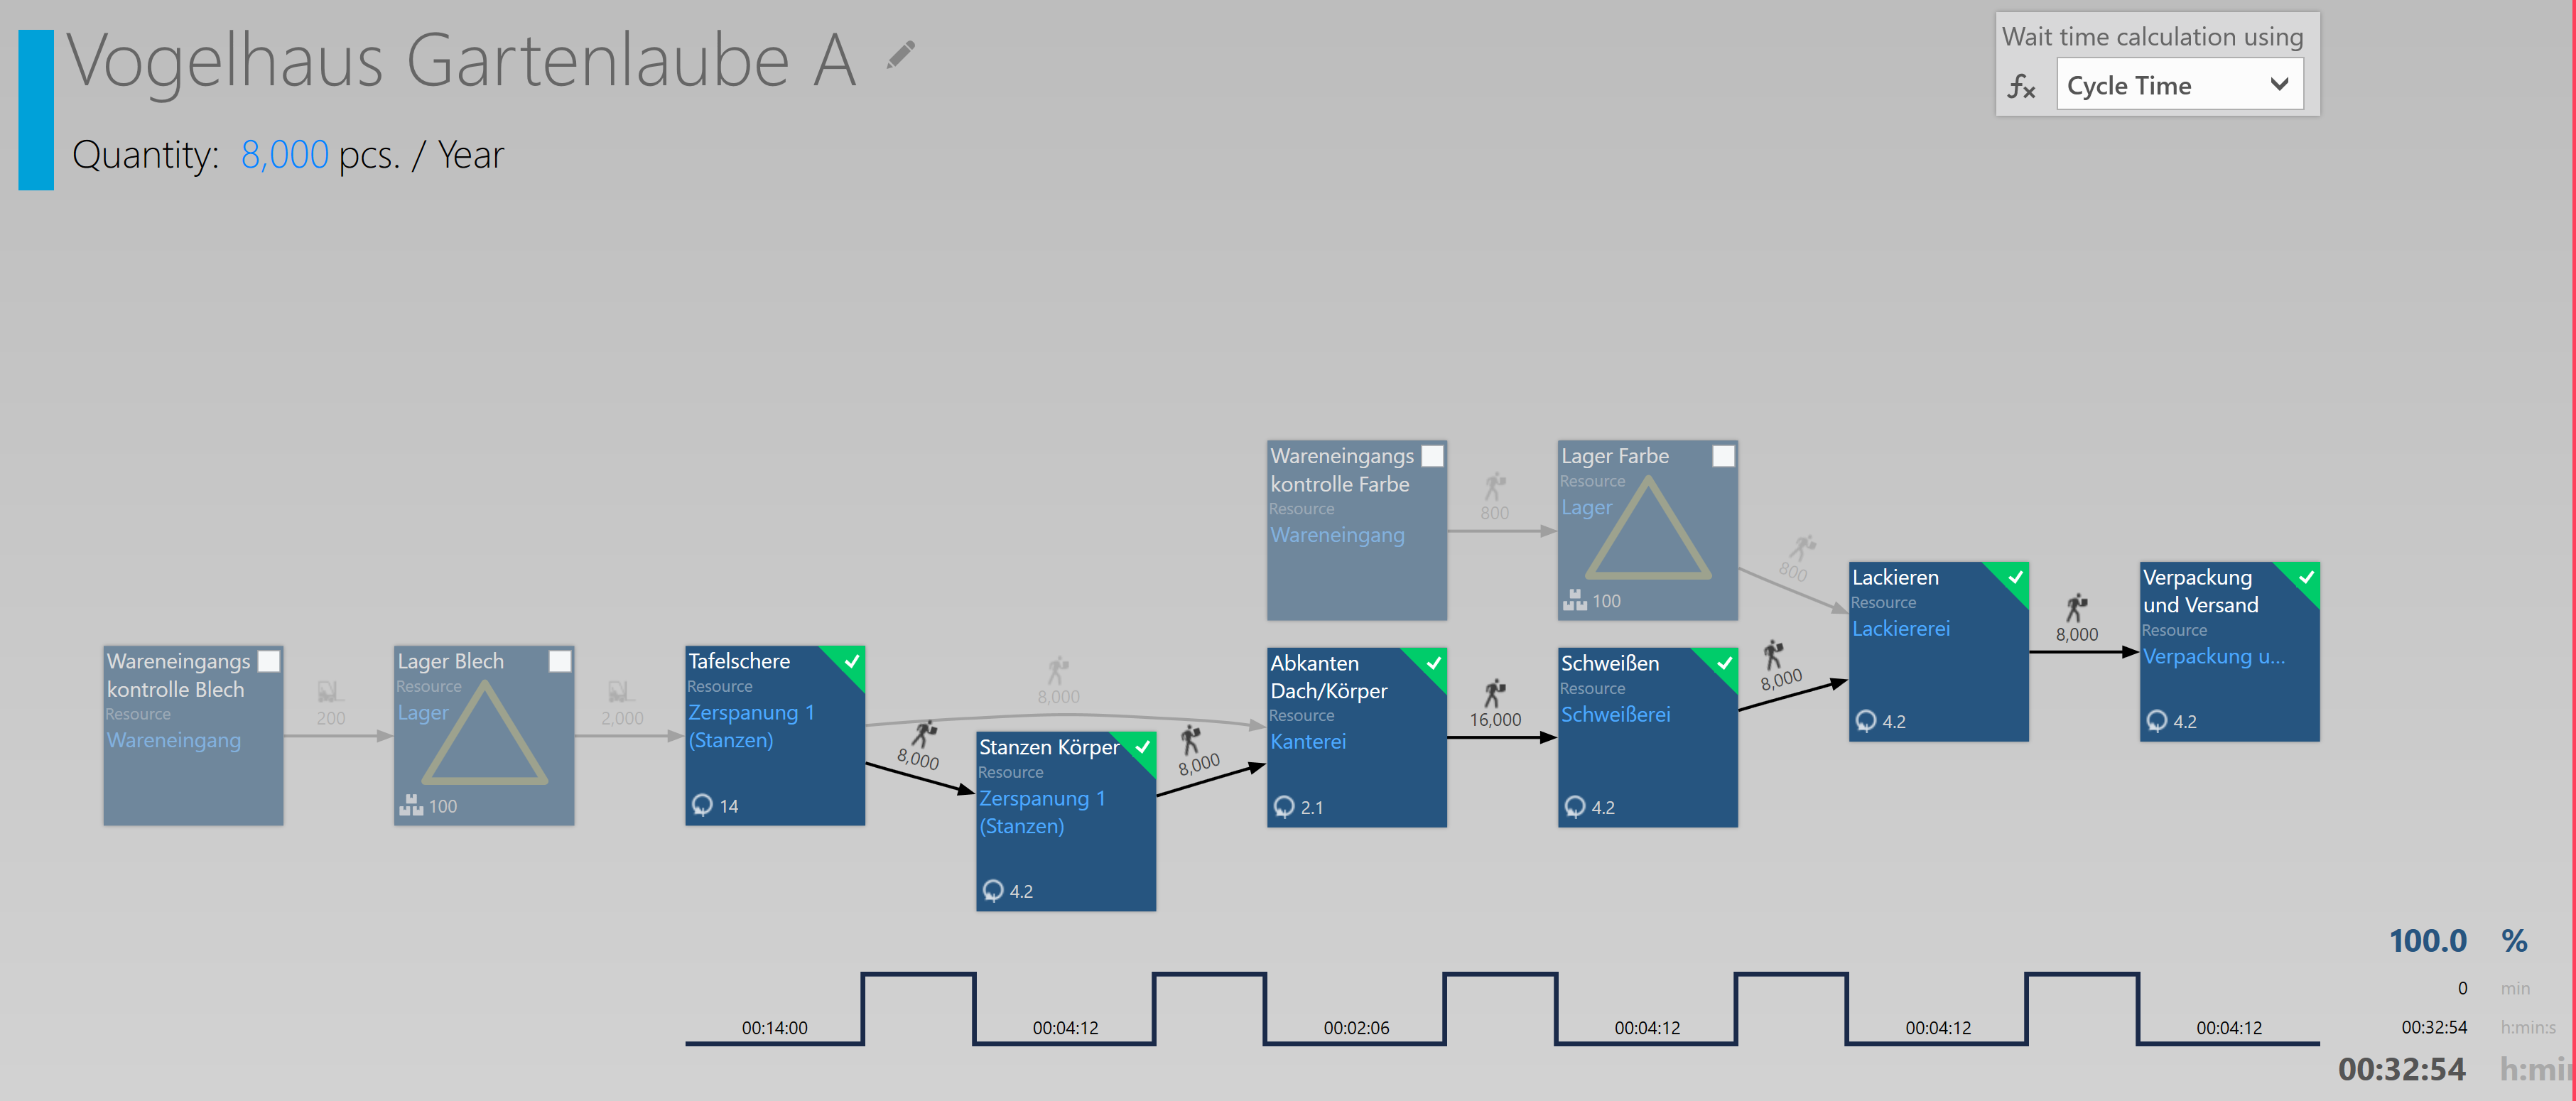 Vogelhaus Gartenlaube A
Quantity: 8,000 pcs. / Year
Wait time calculation using
fx Cycle Time
Wareneingangs
kontrolle Farbe
Resource
Wareneingang
800
Lager Farbe
Resource
Lager
100
800
Wareneingangs
kontrolle Blech
Resource
Wareneingang
200
Lager Blech
Resource
Lager
100
2,000
Tafelschere
Resource
Zerspanung 1
(Stanzen)
14
8,000
8,000
Stanzen Körper
Resource
Zerspanung 1
(Stanzen)
4.2
8,000
Abkanten
Dach/Körper
Resource
Kanterei
2.1
16,000
Schweißen
Resource
Schweißerei
4.2
8,000
Lackieren
Resource
Lackiererei
4.2
8,000
Verpackung
und Versand
Resource
Verpackung u...
4.2
00:14:00
00:04:12
00:02:06
00:04:12
00:04:12
00:04:12
100.0 %
0 min
00:32:54 h:min:s
00:32:54 h:mi